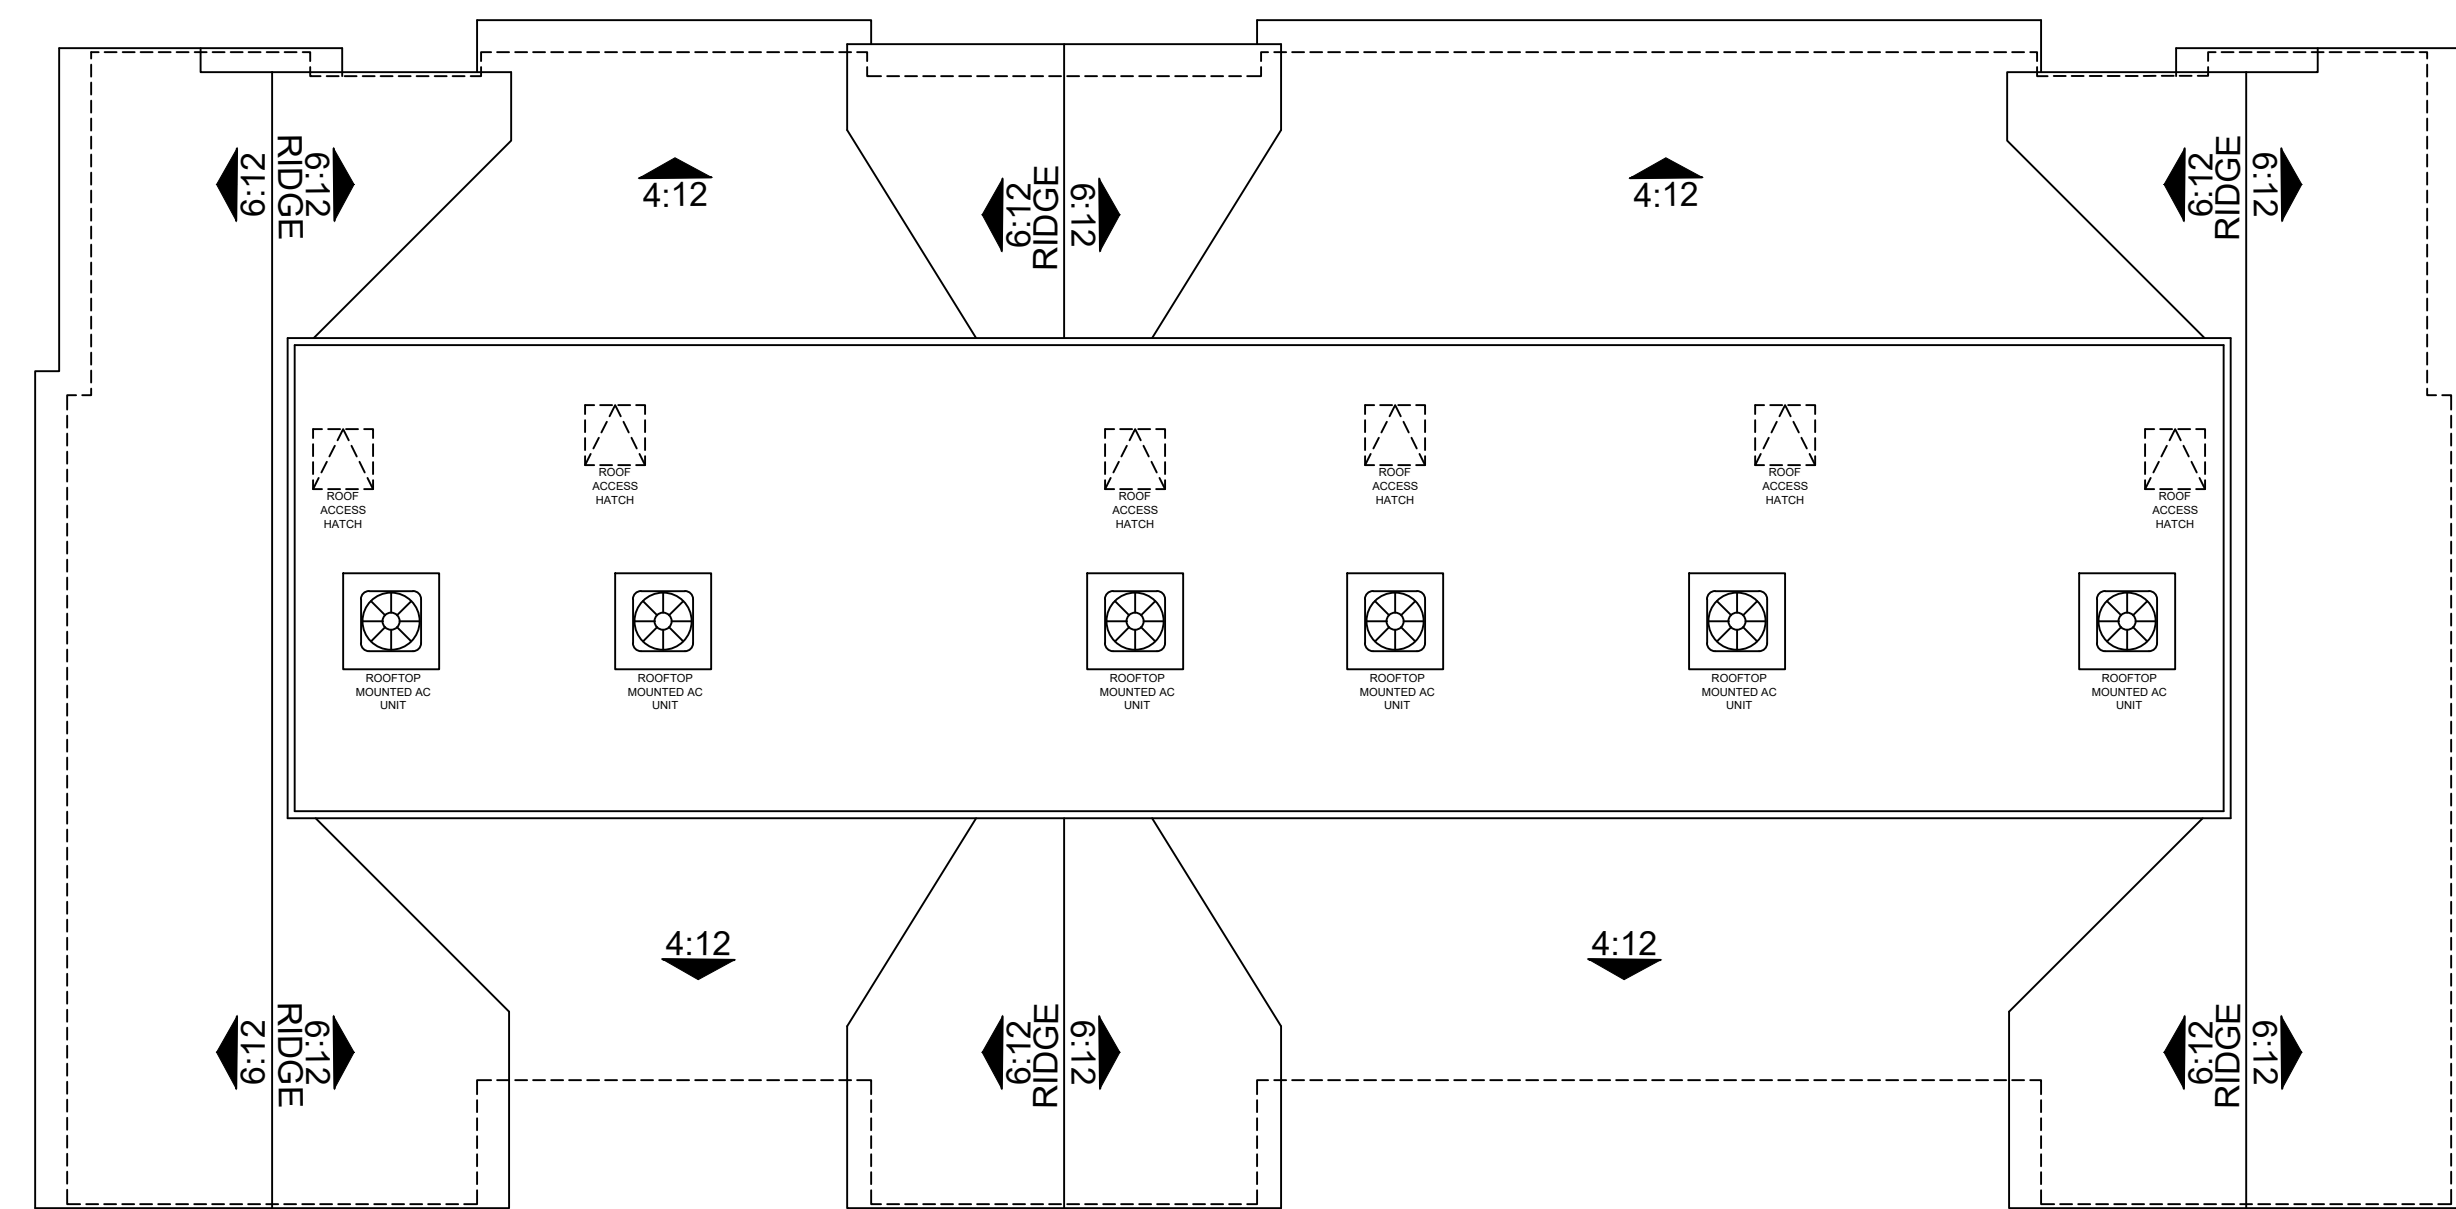 6:12
RIDGE
6:12
4:12
6:12
RIDGE
6:12
4:12
6:12
RIDGE
6:12
ROOF
ACCESS
HATCH
ROOF
ACCESS
HATCH
ROOF
ACCESS
HATCH
ROOF
ACCESS
HATCH
ROOF
ACCESS
HATCH
ROOF
ACCESS
HATCH
ROOFTOP
MOUNTED AC
UNIT
ROOFTOP
MOUNTED AC
UNIT
ROOFTOP
MOUNTED AC
UNIT
ROOFTOP
MOUNTED AC
UNIT
ROOFTOP
MOUNTED AC
UNIT
ROOFTOP
MOUNTED AC
UNIT
4:12
4:12
6:12
RIDGE
6:12
6:12
RIDGE
6:12
6:12
RIDGE
6:12